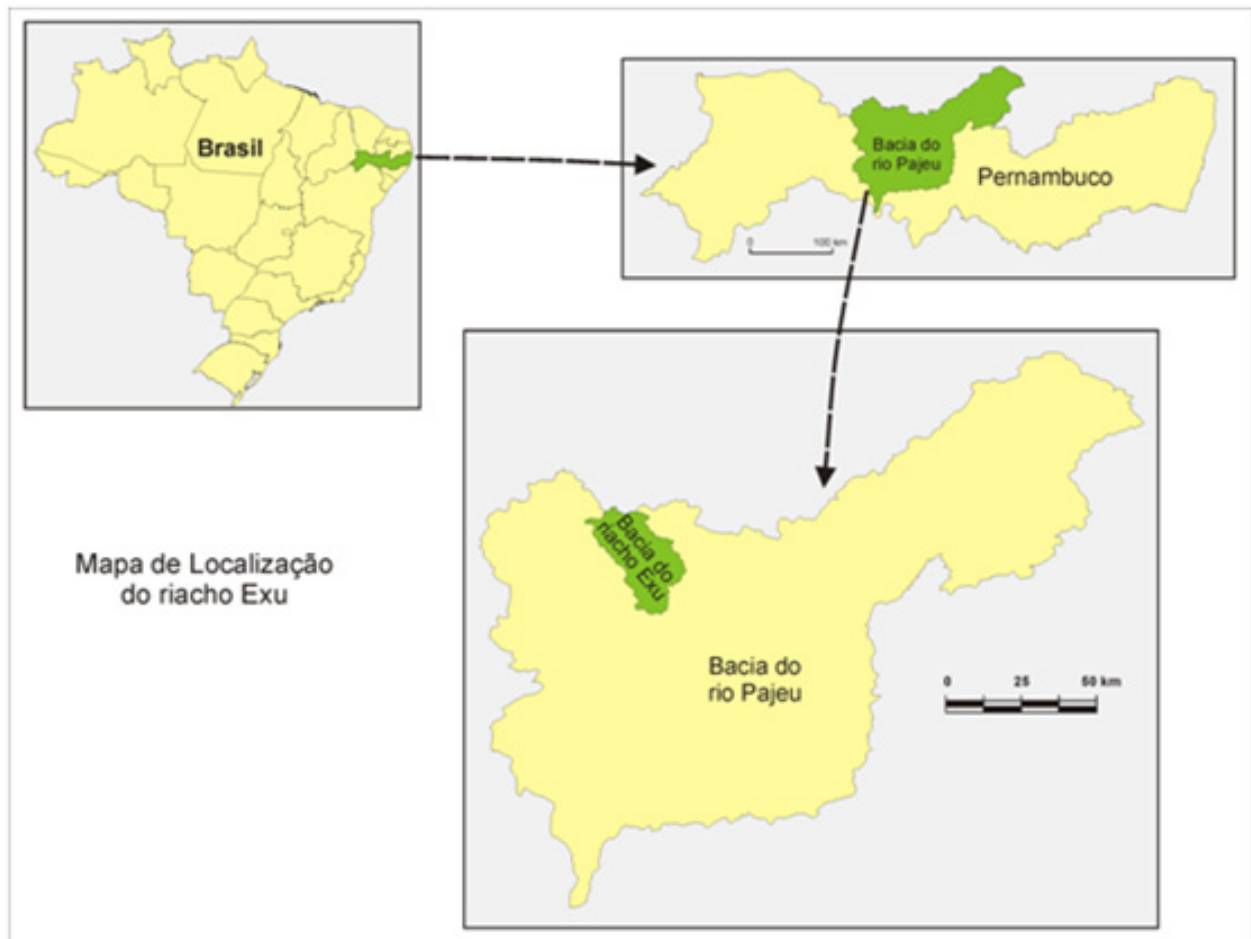 Brasil
Bacia do
rio Pajeu
Pernambuco
0 100 km
Mapa de Localização
do riacho Exu
Bacia do
riacho Exu
Bacia do
rio Pajeu
0 25 50 km